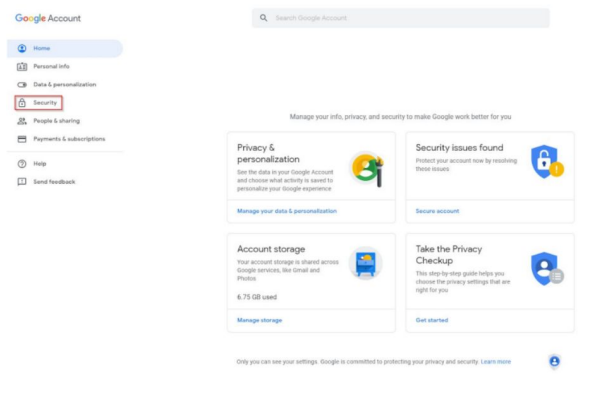 Google Account
Search Google Account
Home
Personal info
Data & personalization
Security
People & sharing
Payments & subscriptions
Help
Send feedback
Manage your info, privacy, and security to make Google work better for you
Privacy &
personalization
See the data in your Google Account
and choose what activity is saved to
personalize your Google experience
Manage your data & personalization
Security issues found
Protect your account now by resolving
these issues
Secure account
Account storage
Your account storage is shared across
Google services, like Gmail and
Photos
6.75 GB used
Manage storage
Take the Privacy
Checkup
This step-by-step guide helps you
choose the privacy settings that are
right for you
Get started
Only you can see your settings. Google is committed to protecting your privacy and security. Learn more